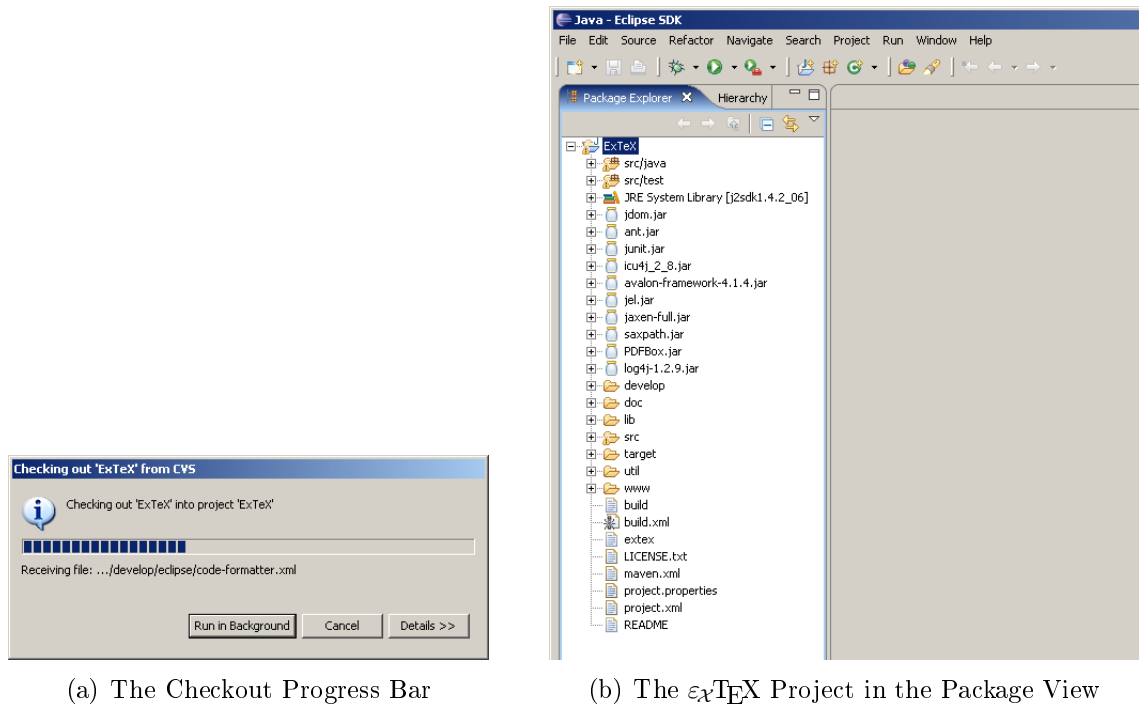 Java - Eclipse SDK
File Edit Source Refactor Navigate Search Project Run Window Help
Package Explorer Hierarchy
ExTeX
src/java
src/test
JRE System Library [j2sdk1.4.2_06]
jdom.jar
ant.jar
junit.jar
icu4j_2_8.jar
avalon-framework-4.1.4.jar
jel.jar
jaxen-full.jar
saxpath.jar
PDFBox.jar
log4j-1.2.9.jar
develop
doc
lib
src
target
util
www
build
build.xml
extex
LICENSE.txt
maven.xml
project.properties
project.xml
README
Checking out 'ExTeX' from CVS
Checking out 'ExTeX' into project 'ExTeX'
Receiving file: .../develop/eclipse/code-formatter.xml
Run in Background Cancel Details >>
(a) The Checkout Progress Bar
(b) The εχTEX Project in the Package View